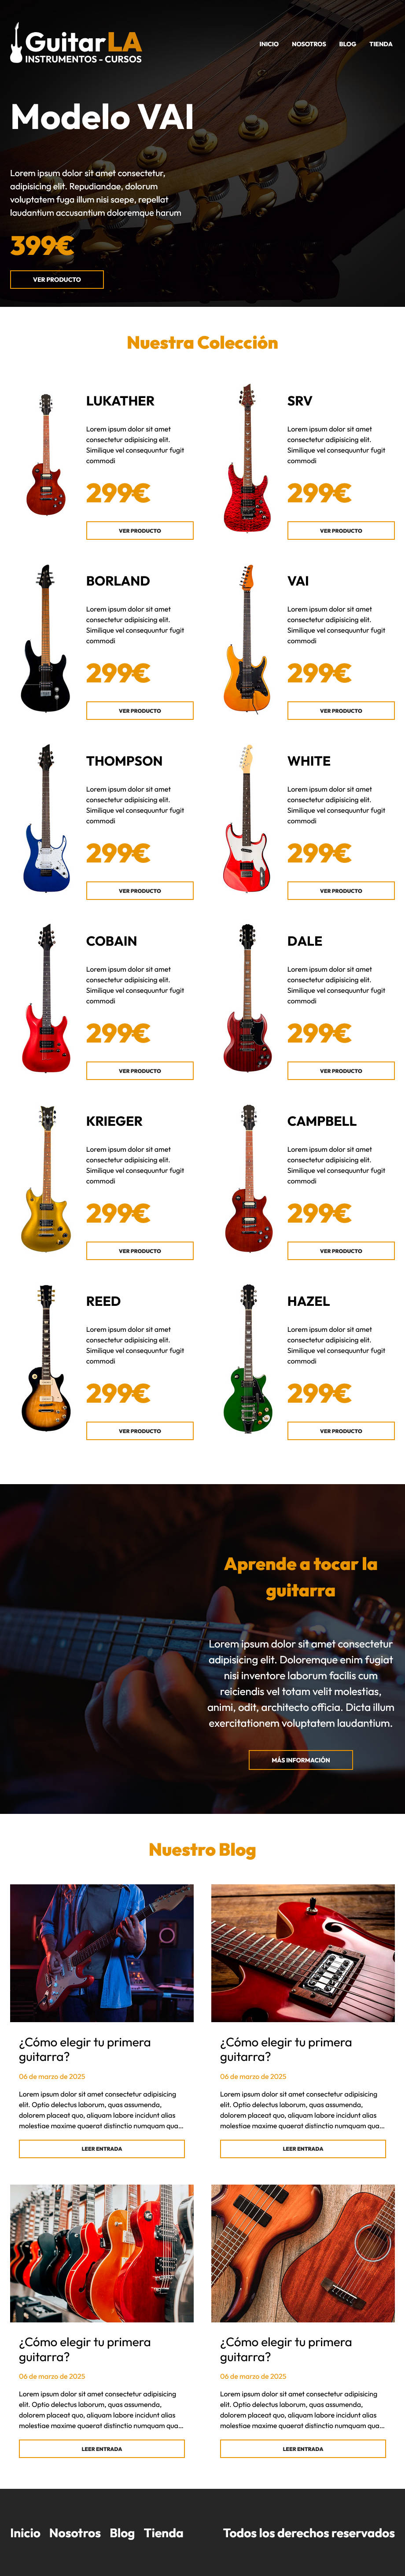 GuitarLA
INSTRUMENTOS - CURSOS
INICIO NOSOTROS BLOG TIENDA
Modelo VAI
Lorem ipsum dolor sit amet consectetur,
adipisicing elit. Repudiandae, dolorum
voluptatem fuga illum nisi saepe, repellat
laudantium accusantium doloremque harum
399€
VER PRODUCTO
Nuestra Colección
LUKATHER
Lorem ipsum dolor sit amet
consectetur adipisicing elit.
Similique vel consequuntur fugit
commodi
299€
VER PRODUCTO
SRV
Lorem ipsum dolor sit amet
consectetur adipisicing elit.
Similique vel consequuntur fugit
commodi
299€
VER PRODUCTO
BORLAND
Lorem ipsum dolor sit amet
consectetur adipisicing elit.
Similique vel consequuntur fugit
commodi
299€
VER PRODUCTO
VAI
Lorem ipsum dolor sit amet
consectetur adipisicing elit.
Similique vel consequuntur fugit
commodi
299€
VER PRODUCTO
THOMPSON
Lorem ipsum dolor sit amet
consectetur adipisicing elit.
Similique vel consequuntur fugit
commodi
299€
VER PRODUCTO
WHITE
Lorem ipsum dolor sit amet
consectetur adipisicing elit.
Similique vel consequuntur fugit
commodi
299€
VER PRODUCTO
COBAIN
Lorem ipsum dolor sit amet
consectetur adipisicing elit.
Similique vel consequuntur fugit
commodi
299€
VER PRODUCTO
DALE
Lorem ipsum dolor sit amet
consectetur adipisicing elit.
Similique vel consequuntur fugit
commodi
299€
VER PRODUCTO
KRIEGER
Lorem ipsum dolor sit amet
consectetur adipisicing elit.
Similique vel consequuntur fugit
commodi
299€
VER PRODUCTO
CAMPBELL
Lorem ipsum dolor sit amet
consectetur adipisicing elit.
Similique vel consequuntur fugit
commodi
299€
VER PRODUCTO
REED
Lorem ipsum dolor sit amet
consectetur adipisicing elit.
Similique vel consequuntur fugit
commodi
299€
VER PRODUCTO
HAZEL
Lorem ipsum dolor sit amet
consectetur adipisicing elit.
Similique vel consequuntur fugit
commodi
299€
VER PRODUCTO
Aprende a tocar la
guitarra
Lorem ipsum dolor sit amet consectetur
adipisicing elit. Doloremque enim fugiat
nisi inventore laborum facilis cum
reiciendis vel totam velit molestias,
animi, odit, architecto officia. Dicta illum
exercitationem voluptatem laudantium.
MÁS INFORMACIÓN
Nuestro Blog
¿Cómo elegir tu primera
guitarra?
06 de marzo de 2025
Lorem ipsum dolor sit amet consectetur adipisicing
elit. Optio delectus laborum, quas assumenda,
dolorem placeat quo, aliquam labore incidunt alias
molestiae maxime quaerat distinctio numquam qua...
LEER ENTRADA
¿Cómo elegir tu primera
guitarra?
06 de marzo de 2025
Lorem ipsum dolor sit amet consectetur adipisicing
elit. Optio delectus laborum, quas assumenda,
dolorem placeat quo, aliquam labore incidunt alias
molestiae maxime quaerat distinctio numquam qua...
LEER ENTRADA
¿Cómo elegir tu primera
guitarra?
06 de marzo de 2025
Lorem ipsum dolor sit amet consectetur adipisicing
elit. Optio delectus laborum, quas assumenda,
dolorem placeat quo, aliquam labore incidunt alias
molestiae maxime quaerat distinctio numquam qua...
LEER ENTRADA
¿Cómo elegir tu primera
guitarra?
06 de marzo de 2025
Lorem ipsum dolor sit amet consectetur adipisicing
elit. Optio delectus laborum, quas assumenda,
dolorem placeat quo, aliquam labore incidunt alias
molestiae maxime quaerat distinctio numquam qua...
LEER ENTRADA
Inicio Nosotros Blog Tienda
Todos los derechos reservados